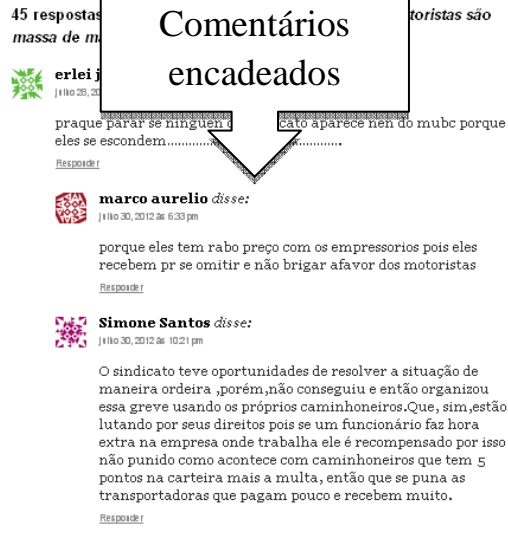 Comentários
encadeados
45 respostas toristas são
massa de
erlei
julho 28, 20
praque parar se ninguen cato aparece nen do mubc porque
eles se escondem
Responder
marco aurelio disse:
julho 30, 2012 às 6:33 pm
porque eles tem rabo preço com os empressorios pois eles
recebem pr se omitir e não brigar afavor dos motoristas
Responder
Simone Santos disse:
julho 30, 2012 às 10:21 pm
O sindicato teve oportunidades de resolver a situação de
maneira ordeira ,porém,não conseguiu e então organizou
essa greve usando os próprios caminhoneiros.Que, sim,estão
lutando por seus direitos pois se um funcionário faz hora
extra na empresa onde trabalha ele é recompensado por isso
não punido como acontece com caminhoneiros que tem 5
pontos na carteira mais a multa, então que se puna as
transportadoras que pagam pouco e recebem muito.
Responder